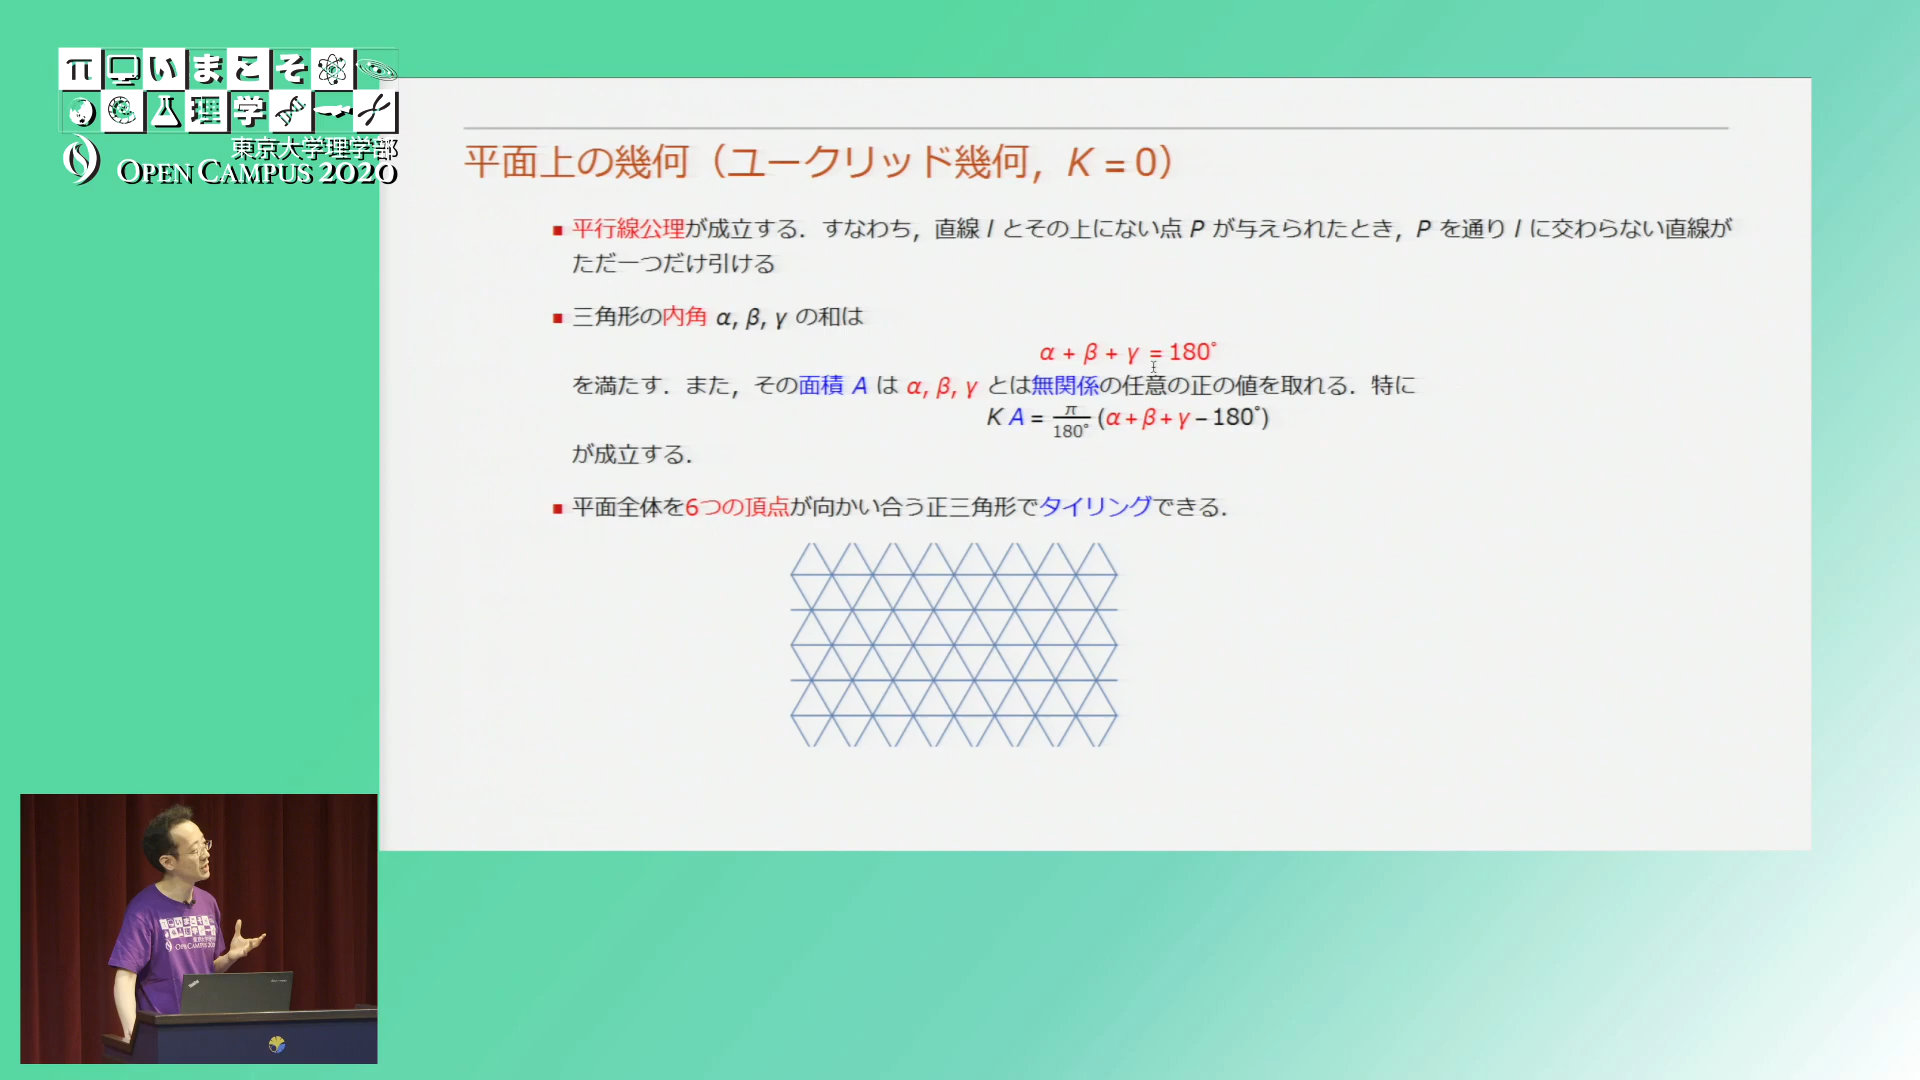 π いまこそ
理学
東京大学理学部
OPEN CAMPUS 2020
平面上の幾何（ユークリッド幾何，K = 0）
平行線公理が成立する．すなわち，直線 l とその上にない点 P が与えられたとき，P を通り l に交わらない直線が
ただ一つだけ引ける
三角形の内角 α, β, γ の和は
α + β + γ = 180°
を満たす．また，その面積 A は α, β, γ とは無関係の任意の正の値を取れる．特に
K A = π/180° (α + β + γ – 180°)
が成立する．
平面全体を6つの頂点が向かい合う正三角形でタイリングできる．
OPEN CAMPUS 2020
ThinkPad